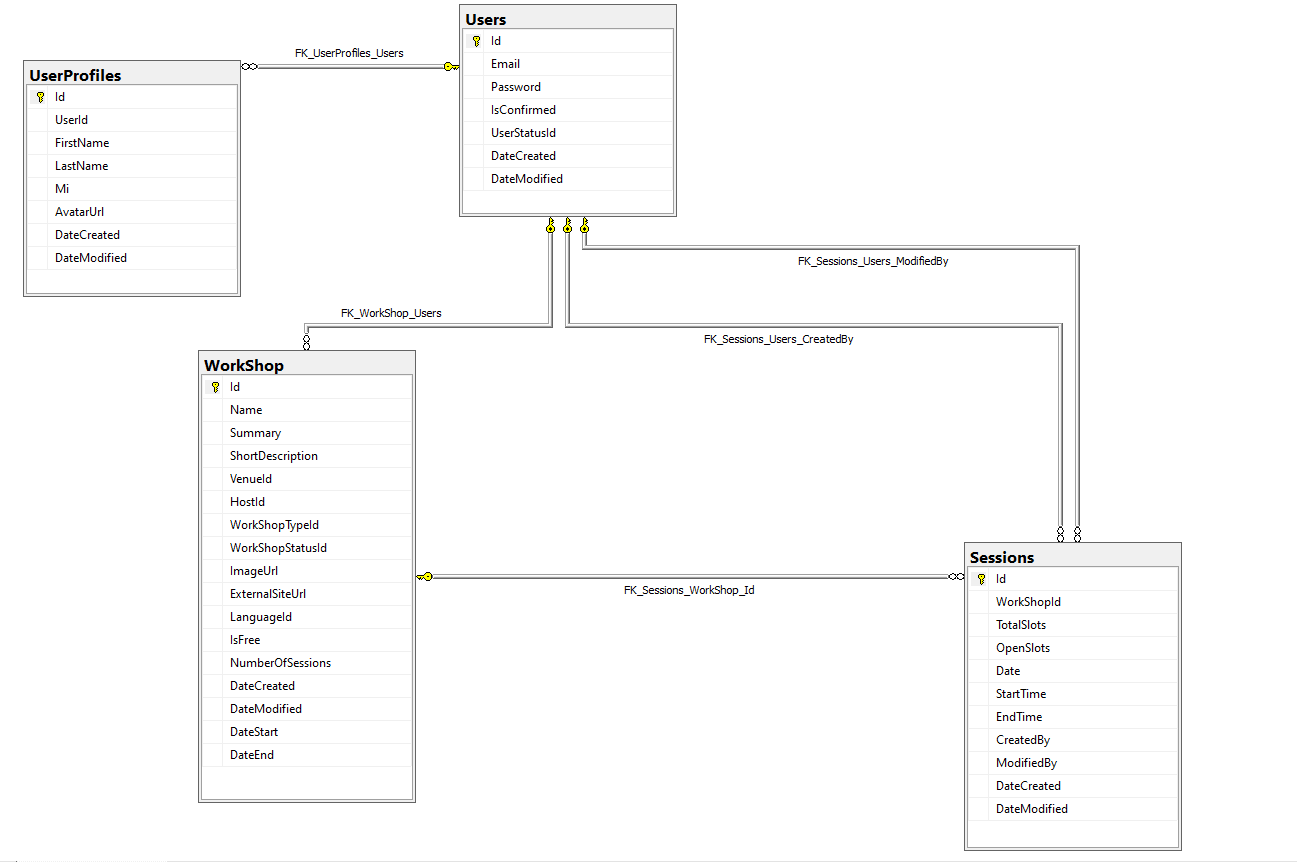 Users
Id
Email
Password
IsConfirmed
UserStatusId
DateCreated
DateModified
FK_UserProfiles_Users
UserProfiles
Id
UserId
FirstName
LastName
Mi
AvatarUrl
DateCreated
DateModified
FK_Sessions_Users_ModifiedBy
FK_WorkShop_Users
FK_Sessions_Users_CreatedBy
WorkShop
Id
Name
Summary
ShortDescription
VenueId
HostId
WorkShopTypeId
WorkShopStatusId
ImageUrl
ExternalSiteUrl
LanguageId
IsFree
NumberOfSessions
DateCreated
DateModified
DateStart
DateEnd
FK_Sessions_WorkShop_Id
Sessions
Id
WorkShopId
TotalSlots
OpenSlots
Date
StartTime
EndTime
CreatedBy
ModifiedBy
DateCreated
DateModified